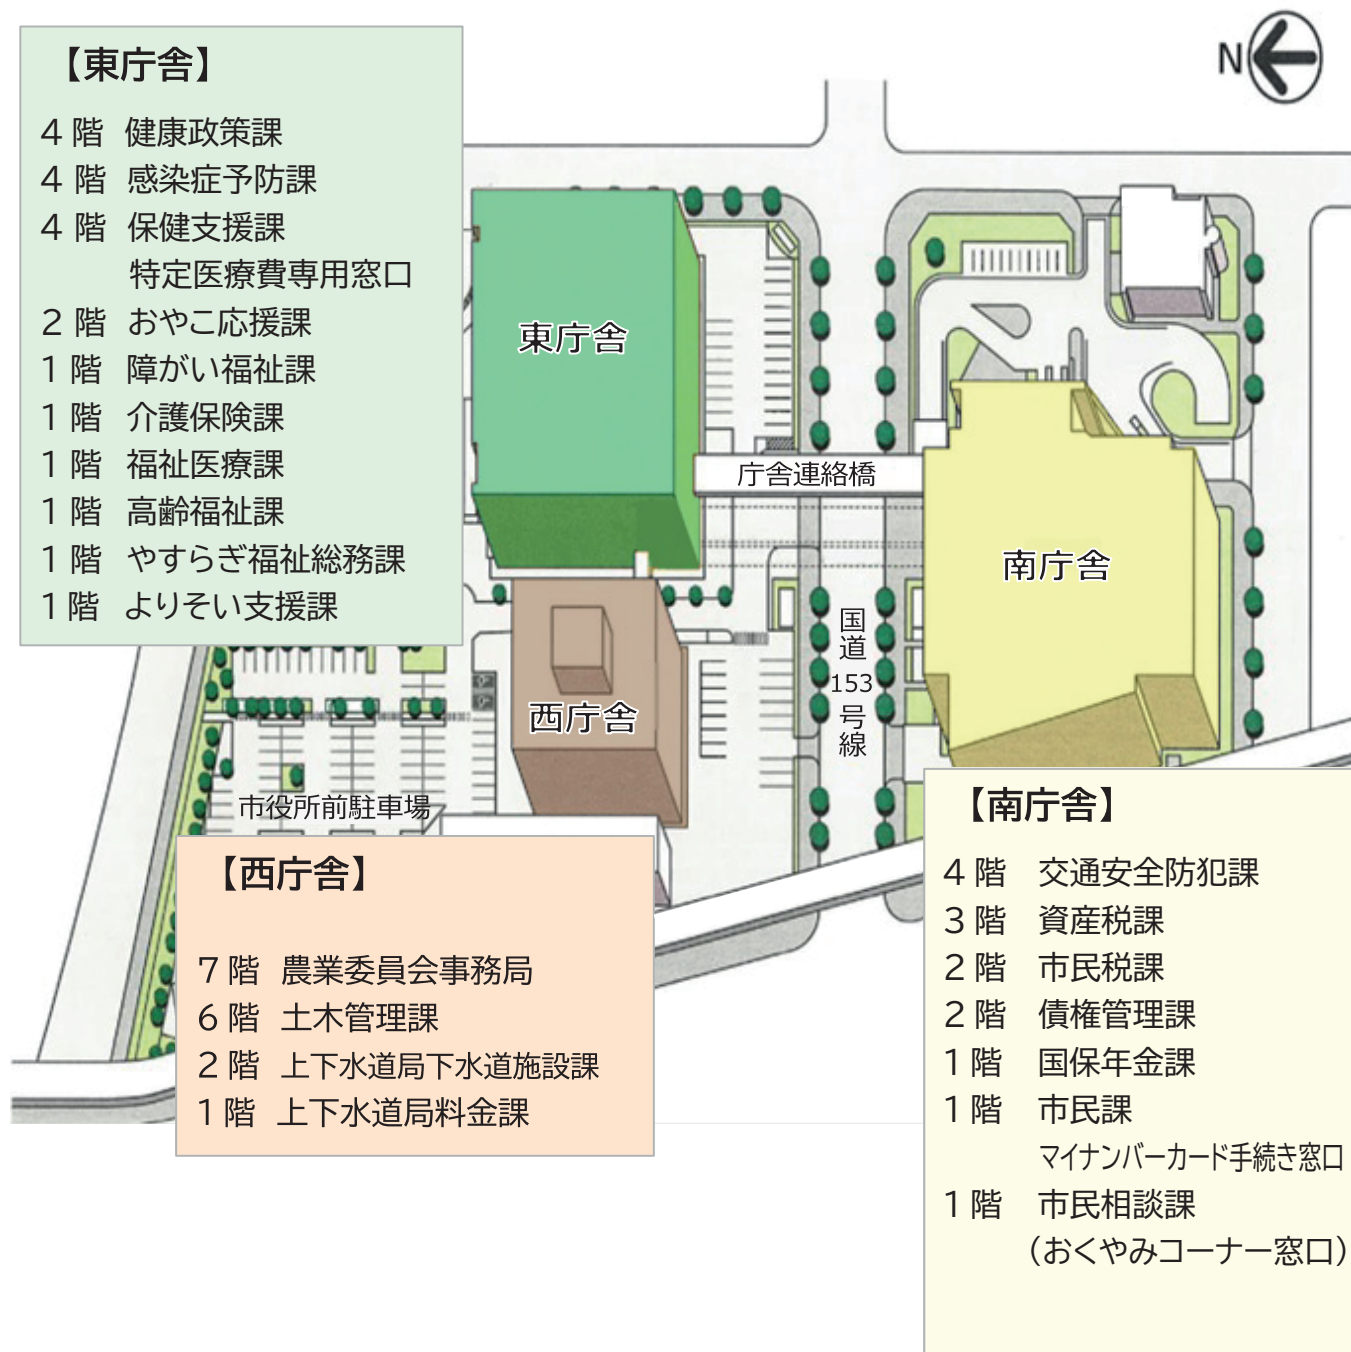 N
【東庁舎】
4階 健康政策課
4階 感染症予防課
4階 保健支援課
特定医療費専用窓口
2階 おやこ応援課
1階 障がい福祉課
1階 介護保険課
1階 福祉医療課
1階 高齢福祉課
1階 やすらぎ福祉総務課
1階 よりそい支援課
東庁舎
庁舎連絡橋
南庁舎
国道153号線
西庁舎
市役所前駐車場
【西庁舎】
7階 農業委員会事務局
6階 土木管理課
2階 上下水道局下水道施設課
1階 上下水道局料金課
【南庁舎】
4階 交通安全防犯課
3階 資産税課
2階 市民税課
2階 債権管理課
1階 国保年金課
1階 市民課
マイナンバーカード手続き窓口
1階 市民相談課
（おくやみコーナー窓口）